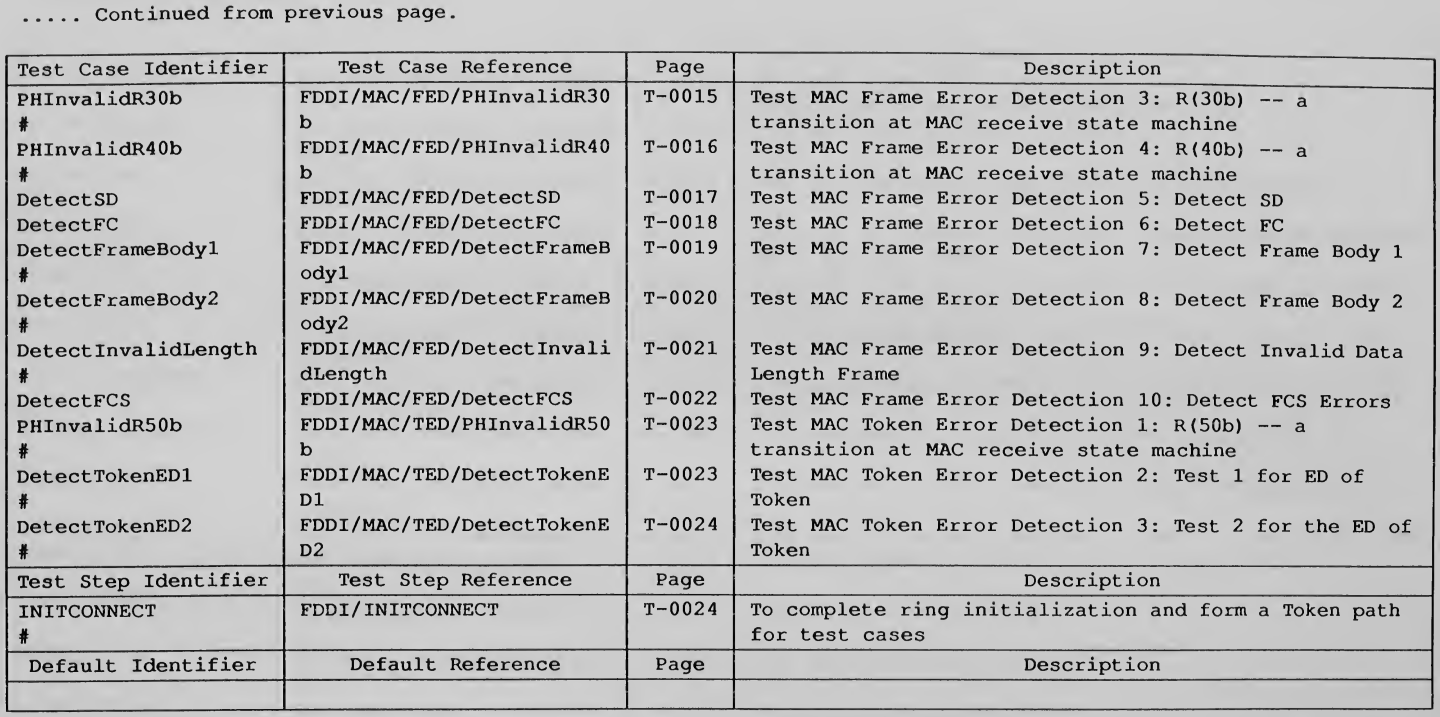 ..... Continued from previous page.
Test Case Identifier | Test Case Reference | Page | Description
PHInvalidR30b | FDDI/MAC/FED/PHInvalidR30 | T-0015 | Test MAC Frame Error Detection 3: R(30b) -- a
# | b | | transition at MAC receive state machine
PHInvalidR40b | FDDI/MAC/FED/PHInvalidR40 | T-0016 | Test MAC Frame Error Detection 4: R(40b) -- a
# | b | | transition at MAC receive state machine
DetectSD | FDDI/MAC/FED/DetectSD | T-0017 | Test MAC Frame Error Detection 5: Detect SD
DetectFC | FDDI/MAC/FED/DetectFC | T-0018 | Test MAC Frame Error Detection 6: Detect FC
DetectFrameBody1 | FDDI/MAC/FED/DetectFrameB | T-0019 | Test MAC Frame Error Detection 7: Detect Frame Body 1
# | ody1
DetectFrameBody2 | FDDI/MAC/FED/DetectFrameB | T-0020 | Test MAC Frame Error Detection 8: Detect Frame Body 2
# | ody2
DetectInvalidLength | FDDI/MAC/FED/DetectInvali | T-0021 | Test MAC Frame Error Detection 9: Detect Invalid Data
# | dLength | | Length Frame
DetectFCS | FDDI/MAC/FED/DetectFCS | T-0022 | Test MAC Frame Error Detection 10: Detect FCS Errors
PHInvalidR50b | FDDI/MAC/TED/PHInvalidR50 | T-0023 | Test MAC Token Error Detection 1: R(50b) -- a
# | b | | transition at MAC receive state machine
DetectTokenED1 | FDDI/MAC/TED/DetectTokenE | T-0023 | Test MAC Token Error Detection 2: Test 1 for ED of
# | D1 | | Token
DetectTokenED2 | FDDI/MAC/TED/DetectTokenE | T-0024 | Test MAC Token Error Detection 3: Test 2 for the ED of
# | D2 | | Token
Test Step Identifier | Test Step Reference | Page | Description
INITCONNECT | FDDI/INITCONNECT | T-0024 | To complete ring initialization and form a Token path
# | | | for test cases
Default Identifier | Default Reference | Page | Description